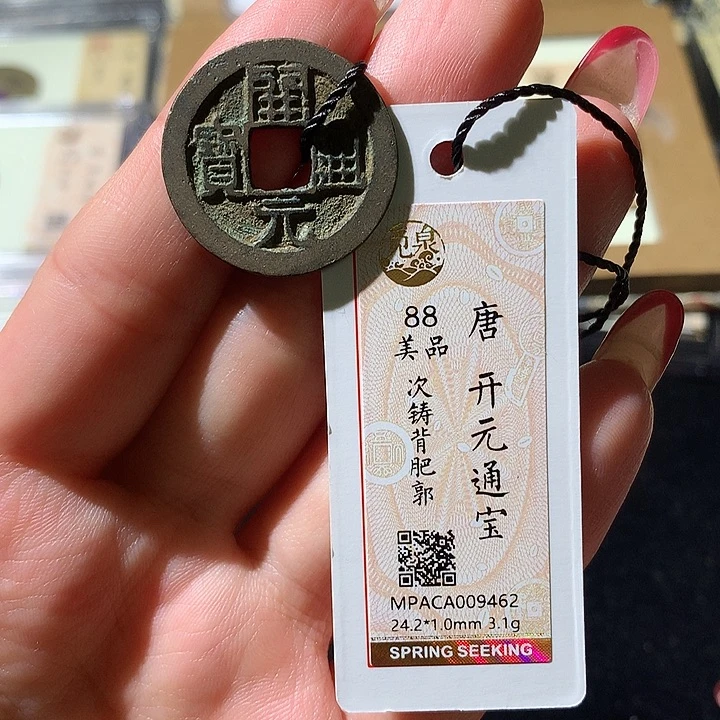 開元通寶
泉
唐 开元通宝
88
美品
次铸背肥郭
MPACA009462
24.2*1.0mm 3.1g
SPRING SEEKING